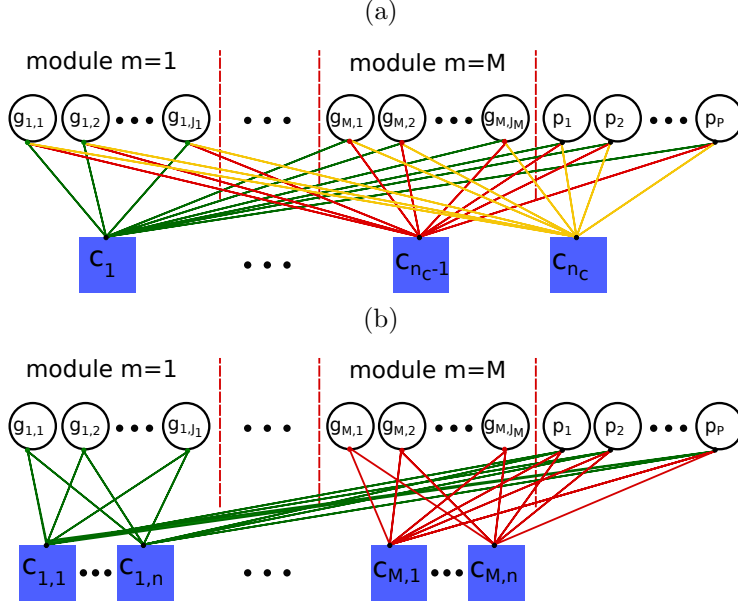 (a)
module m=1 module m=M
g1,1 g1,2 ••• g1,J1 • • • gM,1 gM,2 ••• gM,JM p1 p2 ••• pP
c1 • • • cnc-1 cnc
(b)
module m=1 module m=M
g1,1 g1,2 ••• g1,J1 • • • gM,1 gM,2 ••• gM,JM p1 p2 ••• pP
c1,1 ••• c1,n • • • cM,1 ••• cM,n